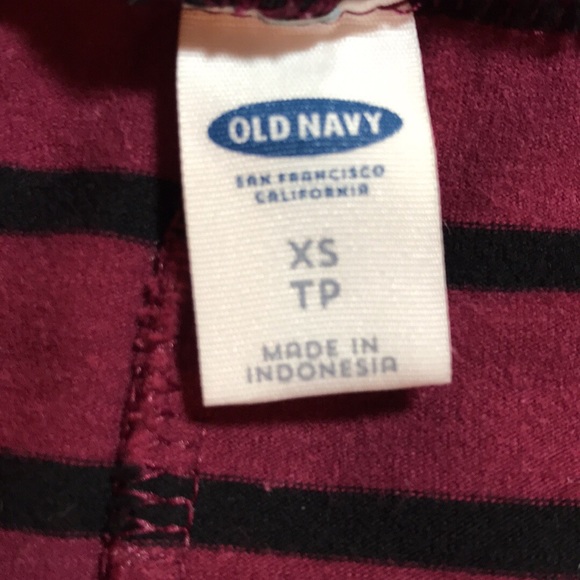 OLD NAVY
SAN FRANCISCO
CALIFORNIA
XS
TP
MADE IN
INDONESIA